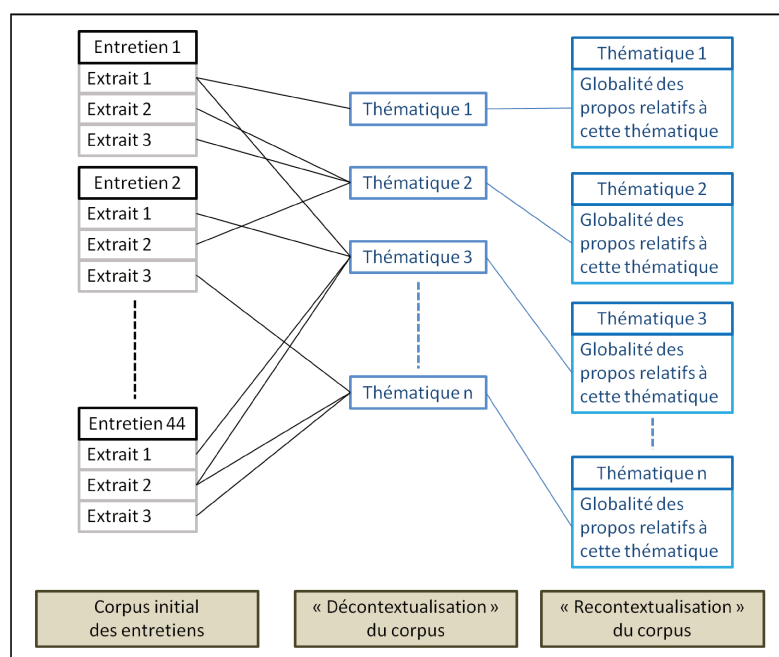 Entretien 1
Extrait 1
Extrait 2
Extrait 3
Entretien 2
Extrait 1
Extrait 2
Extrait 3
Entretien 44
Extrait 1
Extrait 2
Extrait 3
Corpus initial
des entretiens
Thématique 1
Thématique 2
Thématique 3
Thématique n
« Décontextualisation »
du corpus
Thématique 1
Globalité des
propos relatifs à
cette thématique
Thématique 2
Globalité des
propos relatifs à
cette thématique
Thématique 3
Globalité des
propos relatifs à
cette thématique
Thématique n
Globalité des
propos relatifs à
cette thématique
« Recontextualisation »
du corpus